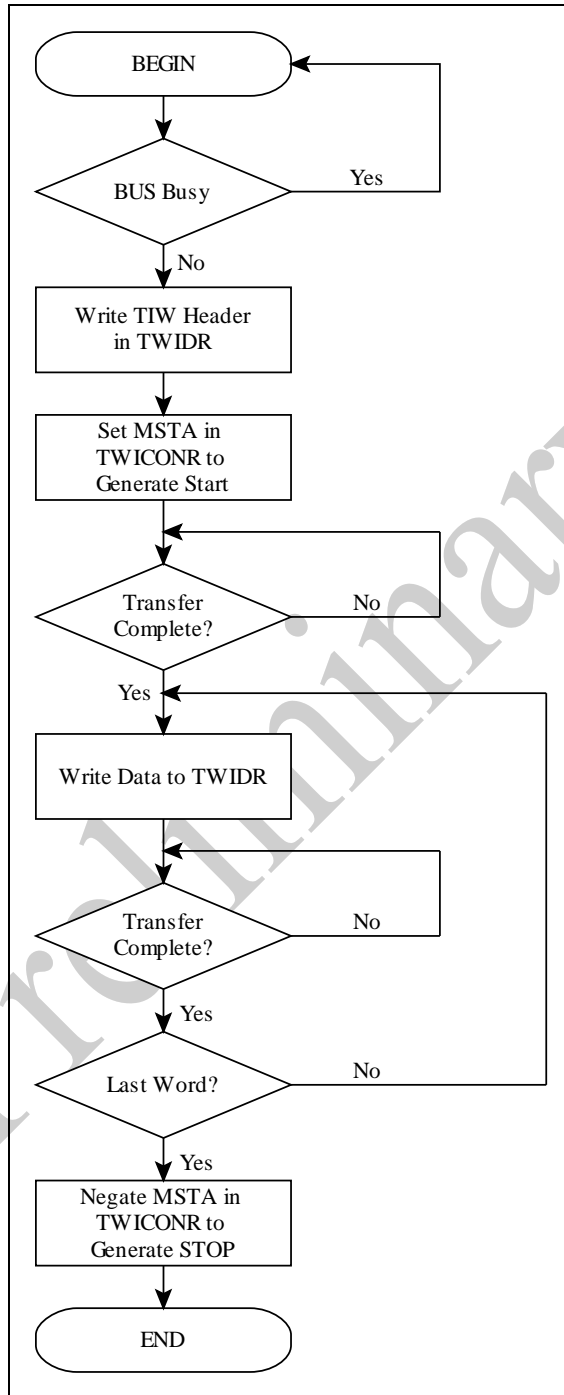 BEGIN
BUS Busy
Yes
No
Write TIW Header
in TWIDR
Set MSTA in
TWICONR to
Generate Start
Transfer
Complete?
No
Yes
Write Data to TWIDR
Transfer
Complete?
No
Yes
Last Word?
No
Yes
Negate MSTA in
TWICONR to
Generate STOP
END